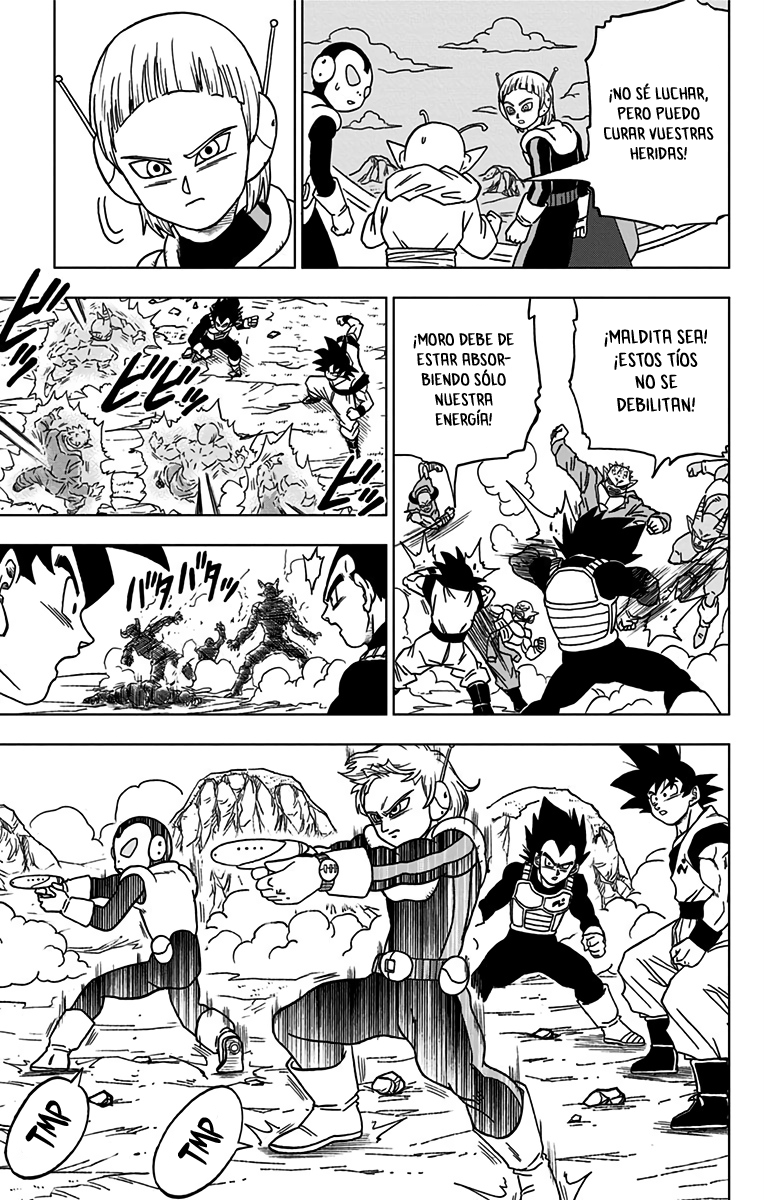 ¡NO SÉ LUCHAR,
PERO PUEDO
CURAR VUESTRAS
HERIDAS!
¡MALDITA SEA!
¡ESTOS TÍOS
NO SE
DEBILITAN!
¡MORO DEBE DE
ESTAR ABSOR-
BIENDO SÓLO
NUESTRA
ENERGÍA!
ビッ
ビビッ
ビッ
バタ バタッ
TMP
TMP